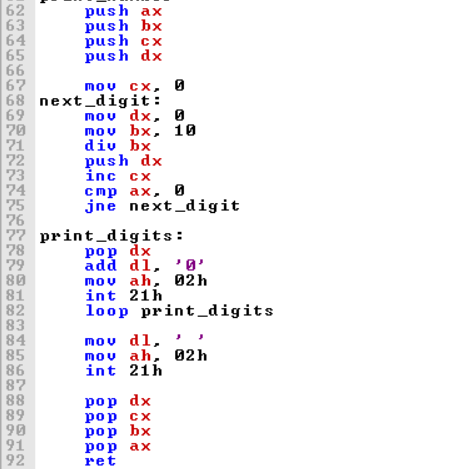 62 push ax
63 push bx
64 push cx
65 push dx
66
67 mov cx, 0
68 next_digit:
69 mov dx, 0
70 mov bx, 10
71 div bx
72 push dx
73 inc cx
74 cmp ax, 0
75 jne next_digit
76
77 print_digits:
78 pop dx
79 add dl, '0'
80 mov ah, 02h
81 int 21h
82 loop print_digits
83
84 mov dl, ' '
85 mov ah, 02h
86 int 21h
87
88 pop dx
89 pop cx
90 pop bx
91 pop ax
92 ret